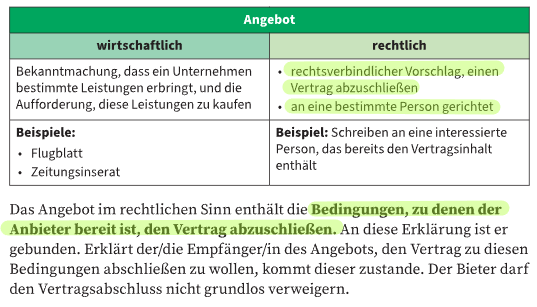 Angebot
wirtschaftlich
rechtlich
Bekanntmachung, dass ein Unternehmen
bestimmte Leistungen erbringt, und die
Aufforderung, diese Leistungen zu kaufen
• rechtsverbindlicher Vorschlag, einen
Vertrag abzuschließen
• an eine bestimmte Person gerichtet
Beispiele:
• Flugblatt
• Zeitungsinserat
Beispiel: Schreiben an eine interessierte
Person, das bereits den Vertragsinhalt
enthält
Das Angebot im rechtlichen Sinn enthält die Bedingungen, zu denen der
Anbieter bereit ist, den Vertrag abzuschließen. An diese Erklärung ist er
gebunden. Erklärt der/die Empfänger/in des Angebots, den Vertrag zu diesen
Bedingungen abschließen zu wollen, kommt dieser zustande. Der Bieter darf
den Vertragsabschluss nicht grundlos verweigern.